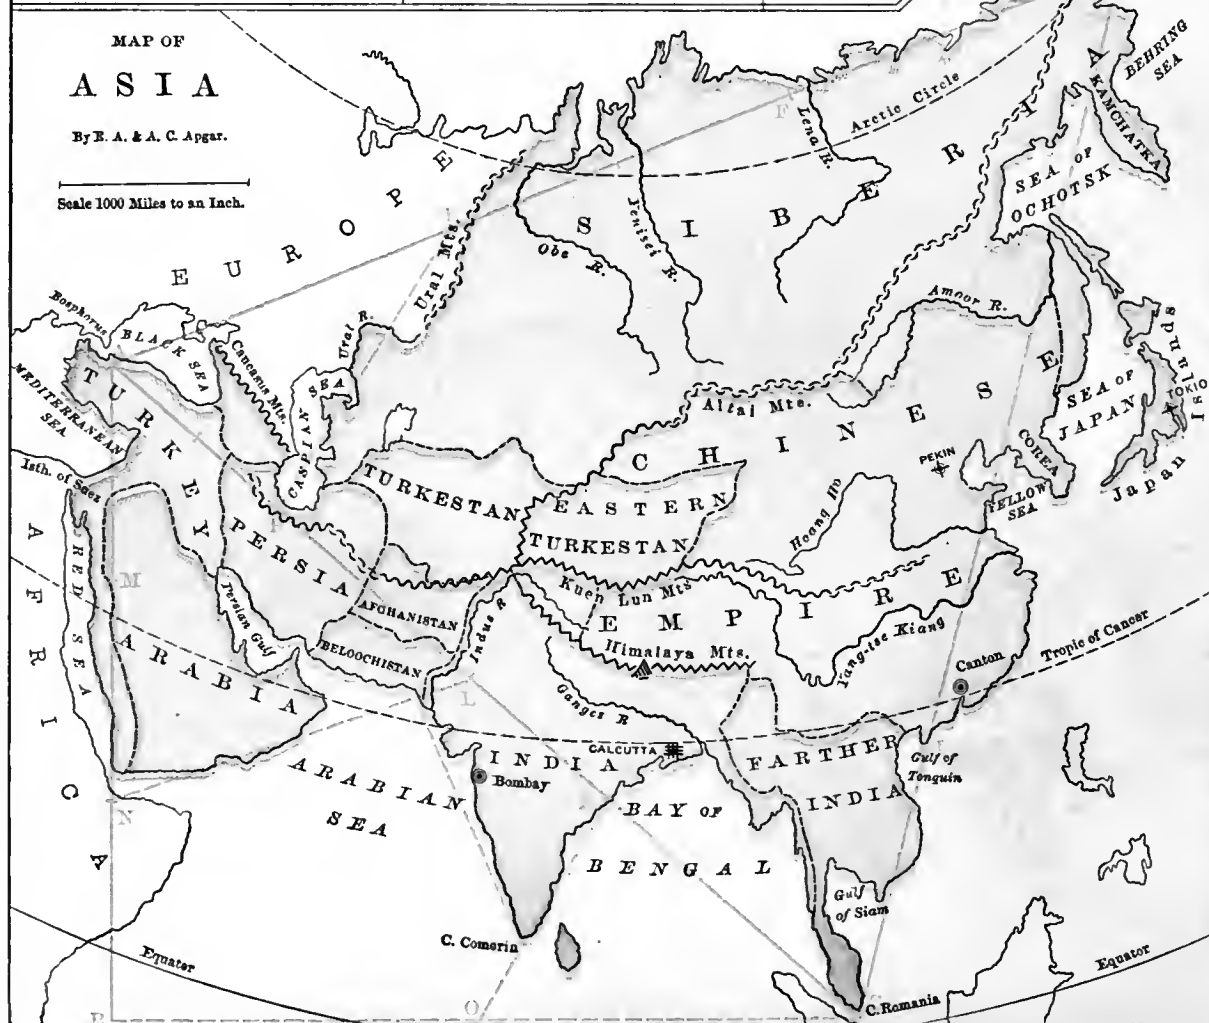 MAP OF
ASIA
By E. A. & A. C. Apgar.
Scale 1000 Miles to an Inch.
Arctic Circle
BEHRING
SEA
KAMCHATKA
SEA OF
OCHOTSK
SIBERIA
Lena R.
Yenisei R.
Obe R.
Ural Mts.
EUROPE
F
Bosphorus
BLACK SEA
Caucasus Mts.
Ural R.
CASPIAN SEA
MEDITERRANEAN
SEA
TURKEY
Isth. of Suez
Amoor R.
Altai Mts.
SEA OF
JAPAN
Japan Islands
TOKIO
COREA
PEKIN
YELLOW
SEA
Hoang Ho
CHINESE
EMPIRE
TURKESTAN
EASTERN
TURKESTAN
PERSIA
AFGHANISTAN
BELOOCHISTAN
Kuen Lun Mts
Himalaya Mts.
Indus R
Yang-tse Kiang
Canton
Tropic of Cancer
AFRICA
RED SEA
M
ARABIA
Persian Gulf
L
Ganges R
CALCUTTA
INDIA
Bombay
FARTHER
INDIA
Gulf of
Tonquin
ARABIAN
SEA
N
BAY OF
BENGAL
Gulf
of Siam
C. Comorin
Equator
Equator
C. Romania
O